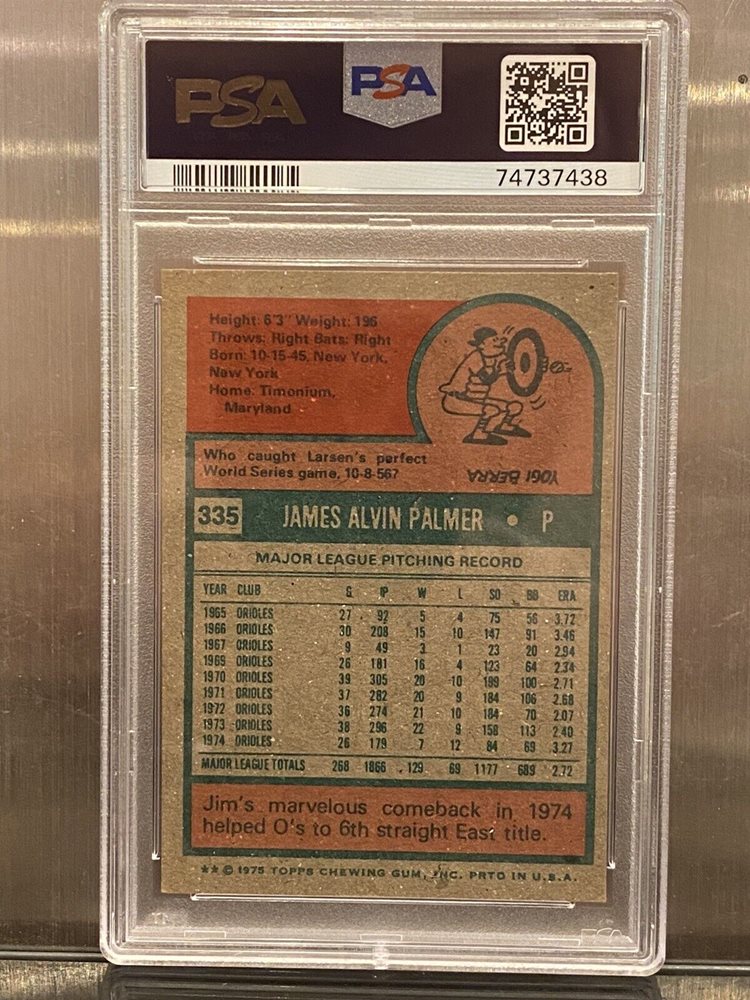 PSA PSA
74737438
Height: 6'3" Weight: 196
Throws: Right Bats: Right
Born: 10-15-45, New York,
New York
Home: Timonium,
Maryland
Who caught Larsen's perfect
World Series game, 10-8-56?
YOGI BERRA
335 JAMES ALVIN PALMER • P
MAJOR LEAGUE PITCHING RECORD
YEAR CLUB G IP W L SO BB ERA
1965 ORIOLES 27 92 5 4 75 56 3.72
1966 ORIOLES 30 208 15 10 147 91 3.46
1967 ORIOLES 9 49 3 1 23 20 2.94
1969 ORIOLES 26 181 16 4 123 64 2.34
1970 ORIOLES 39 305 20 10 199 100 2.71
1971 ORIOLES 37 282 20 9 184 106 2.68
1972 ORIOLES 36 274 21 10 184 70 2.07
1973 ORIOLES 38 296 22 9 158 113 2.40
1974 ORIOLES 26 179 7 12 84 69 3.27
MAJOR LEAGUE TOTALS 268 1866 129 69 1177 689 2.72
Jim's marvelous comeback in 1974
helped O's to 6th straight East title.
★★ © 1975 TOPPS CHEWING GUM, INC. PRTD IN U.S.A.
PSA